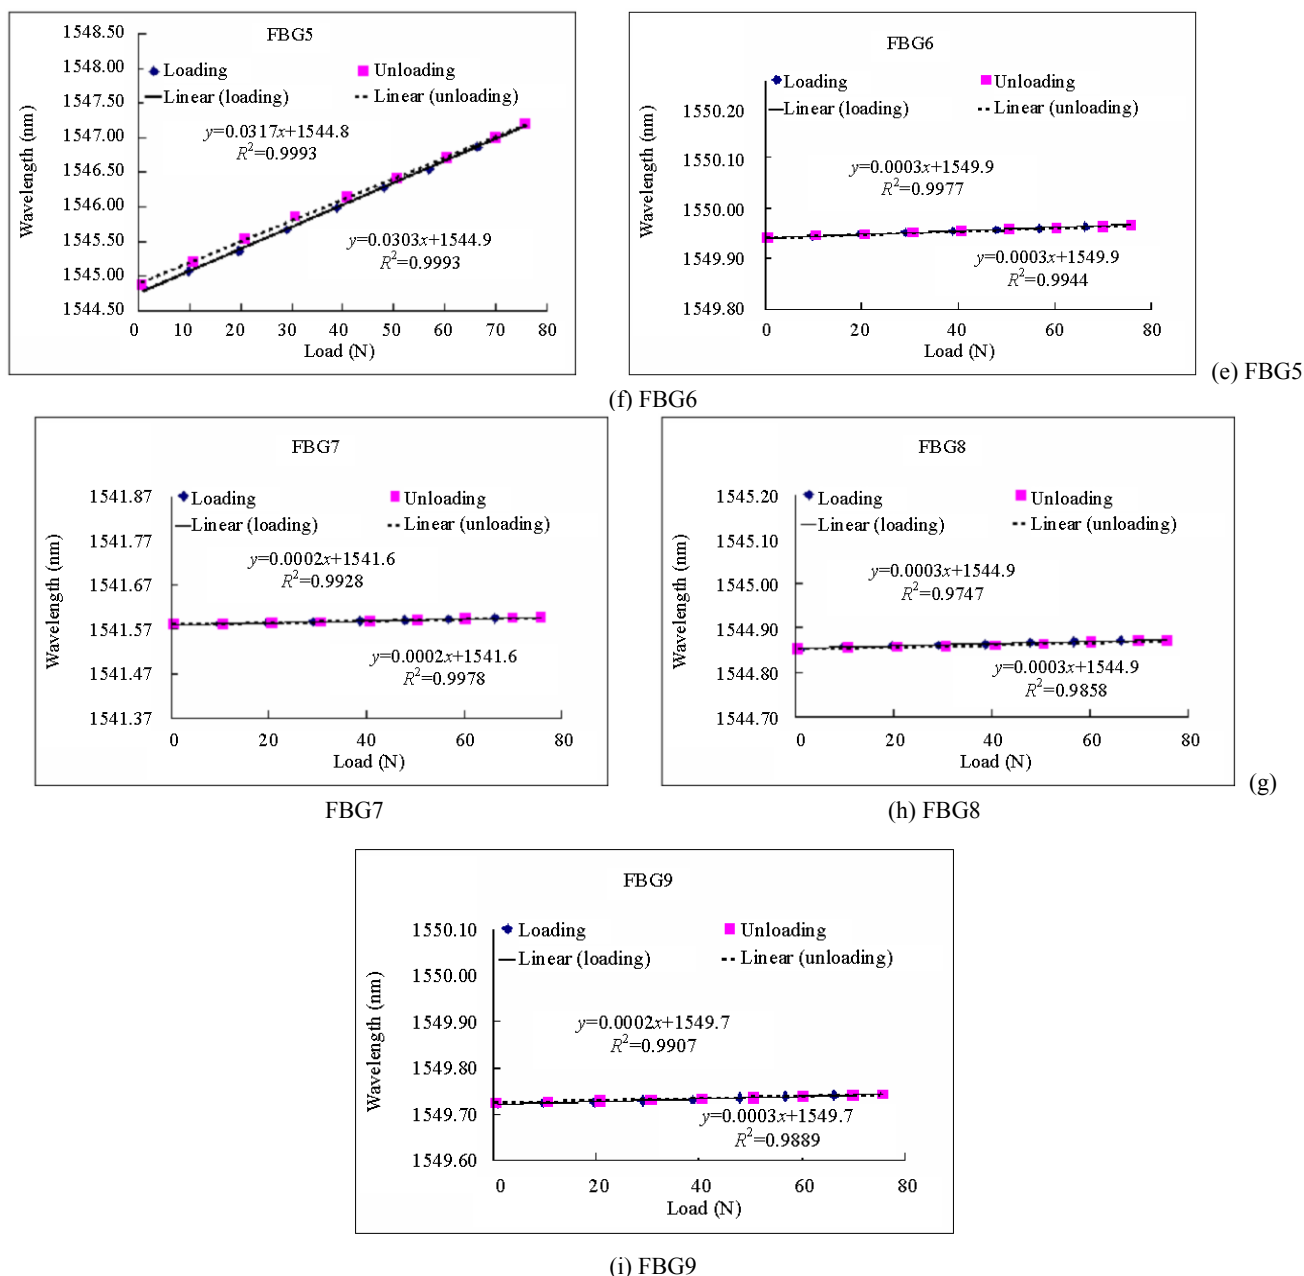 FBG5
1548.50
1548.00
1547.50
1547.00
1546.50
1546.00
1545.50
1545.00
1544.50
Wavelength (nm)
Loading
Unloading
Linear (loading)
Linear (unloading)
y=0.0317x+1544.8
R²=0.9993
y=0.0303x+1544.9
R²=0.9993
0 10 20 30 40 50 60 70 80
Load (N)
FBG6
1550.20
1550.10
1550.00
1549.90
1549.80
Wavelength (nm)
Loading
Unloading
Linear (loading)
Linear (unloading)
y=0.0003x+1549.9
R²=0.9977
y=0.0003x+1549.9
R²=0.9944
0 20 40 60 80
Load (N)
(e) FBG5
(f) FBG6
FBG7
1541.87
1541.77
1541.67
1541.57
1541.47
1541.37
Wavelength (nm)
Loading
Unloading
Linear (loading)
Linear (unloading)
y=0.0002x+1541.6
R²=0.9928
y=0.0002x+1541.6
R²=0.9978
0 20 40 60 80
Load (N)
FBG8
1545.20
1545.10
1545.00
1544.90
1544.80
1544.70
Wavelength (nm)
Loading
Unloading
Linear (loading)
Linear (unloading)
y=0.0003x+1544.9
R²=0.9747
y=0.0003x+1544.9
R²=0.9858
0 20 40 60 80
Load (N)
(g)
FBG7
(h) FBG8
FBG9
1550.10
1550.00
1549.90
1549.80
1549.70
1549.60
Wavelength (nm)
Loading
Unloading
Linear (loading)
Linear (unloading)
y=0.0002x+1549.7
R²=0.9907
y=0.0003x+1549.7
R²=0.9889
0 20 40 60 80
Load (N)
(i) FBG9